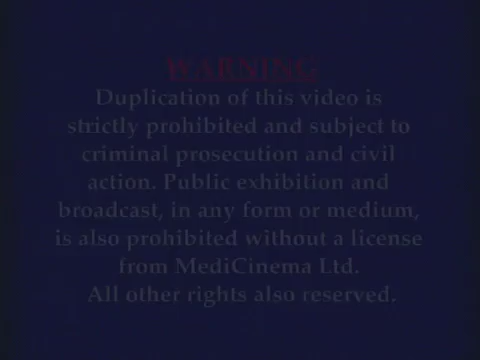 WARNING
Duplication of this video is
strictly prohibited and subject to
criminal prosecution and civil
action. Public exhibition and
broadcast, in any form or medium,
is also prohibited without a license
from MediCinema Ltd.
All other rights also reserved.